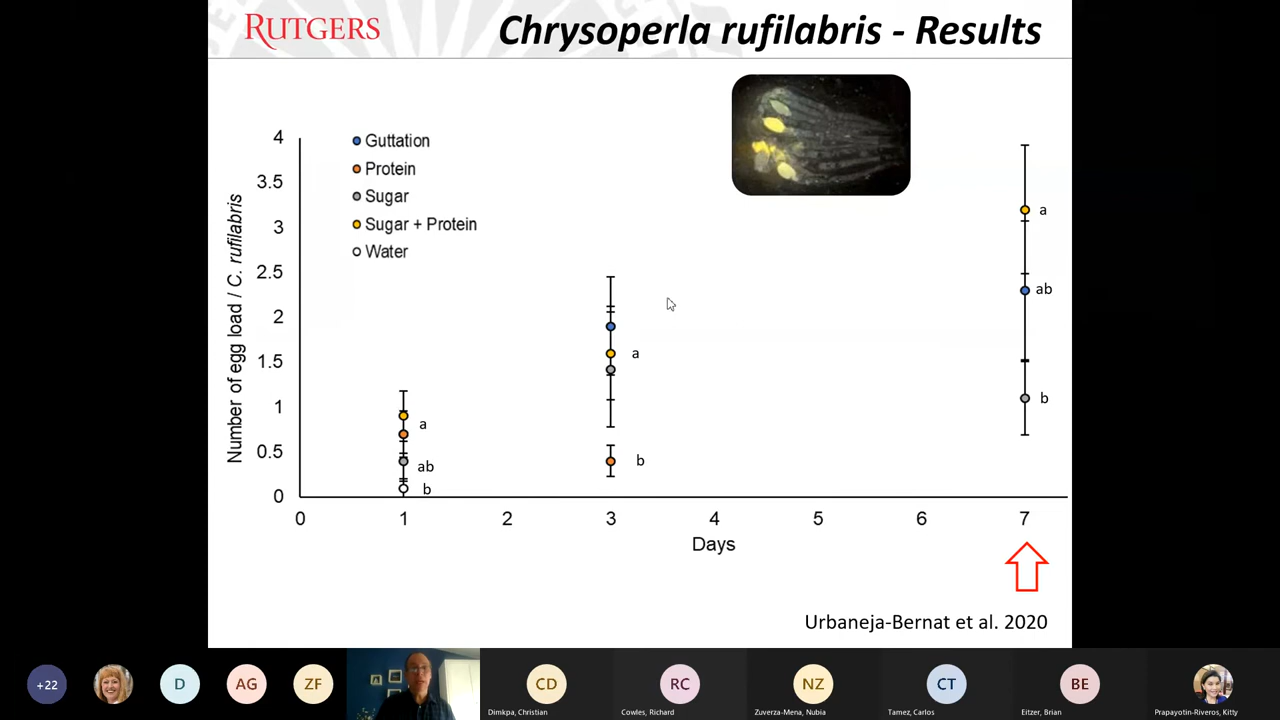 RUTGERS
Chrysoperla rufilabris - Results
Number of egg load / C. rufilabris
4
3.5
3
2.5
2
1.5
1
0.5
0
Guttation
Protein
Sugar
Sugar + Protein
Water
a
ab
b
a
b
a
ab
b
0 1 2 3 4 5 6 7
Days
Urbaneja-Bernat et al. 2020
+22 D AG ZF CD RC NZ CT BE
Dimkpa, Christian Cowles, Richard Zuverza-Mena, Nubia Tamez, Carlos Eitzer, Brian Prapayotin-Riveros, Kitty